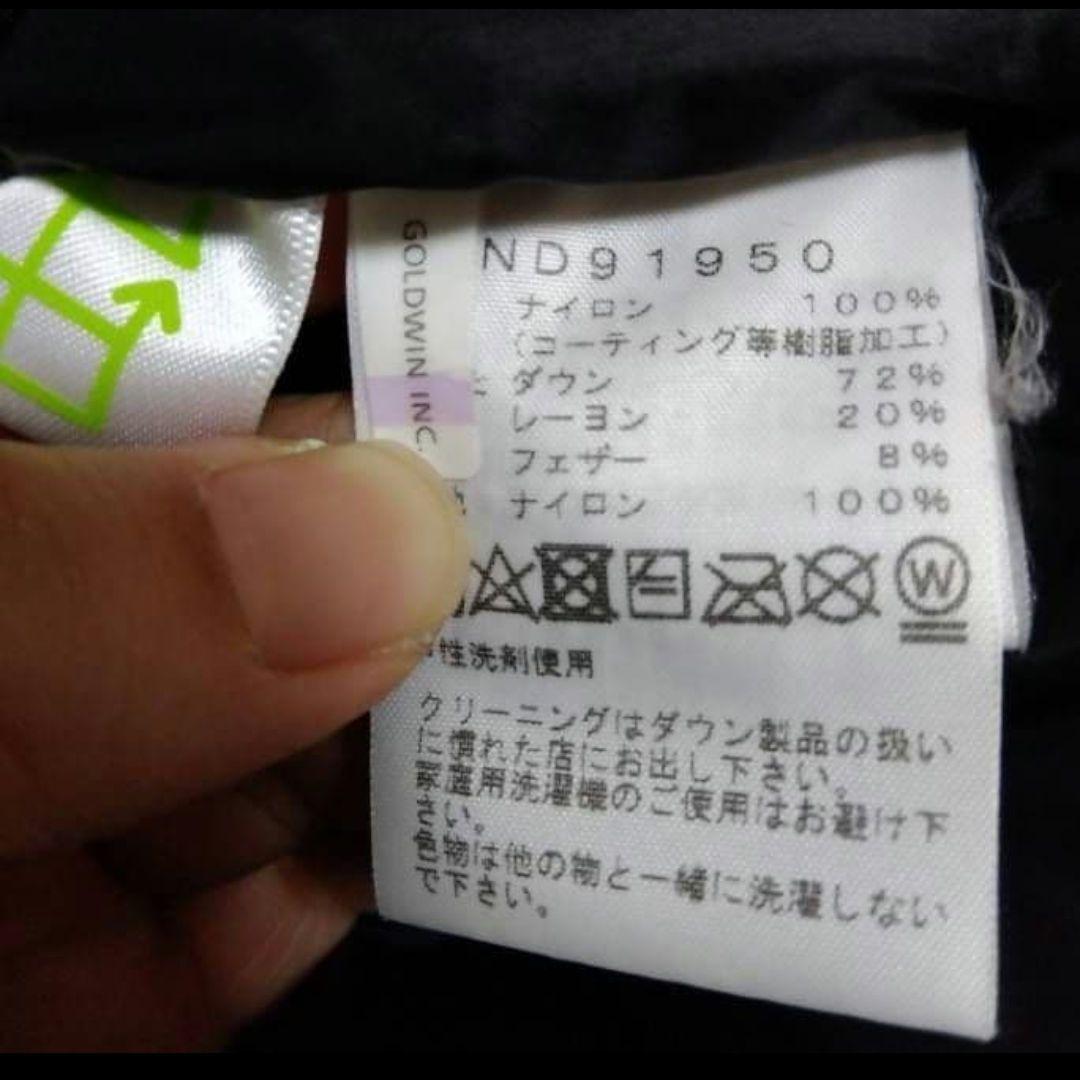 GOLDWIN INC.
ND91950
ナイロン 100%
(コーティング等樹脂加工)
ダウン 72%
レーヨン 20%
フェザー 8%
ナイロン 100%
W
性洗剤使用
クリーニングはダウン製品の扱い
に慣れた店にお出し下さい。
家庭用洗濯機のご使用はお避け下
さい。
色物は他の物と一緒に洗濯しない
で下さい。